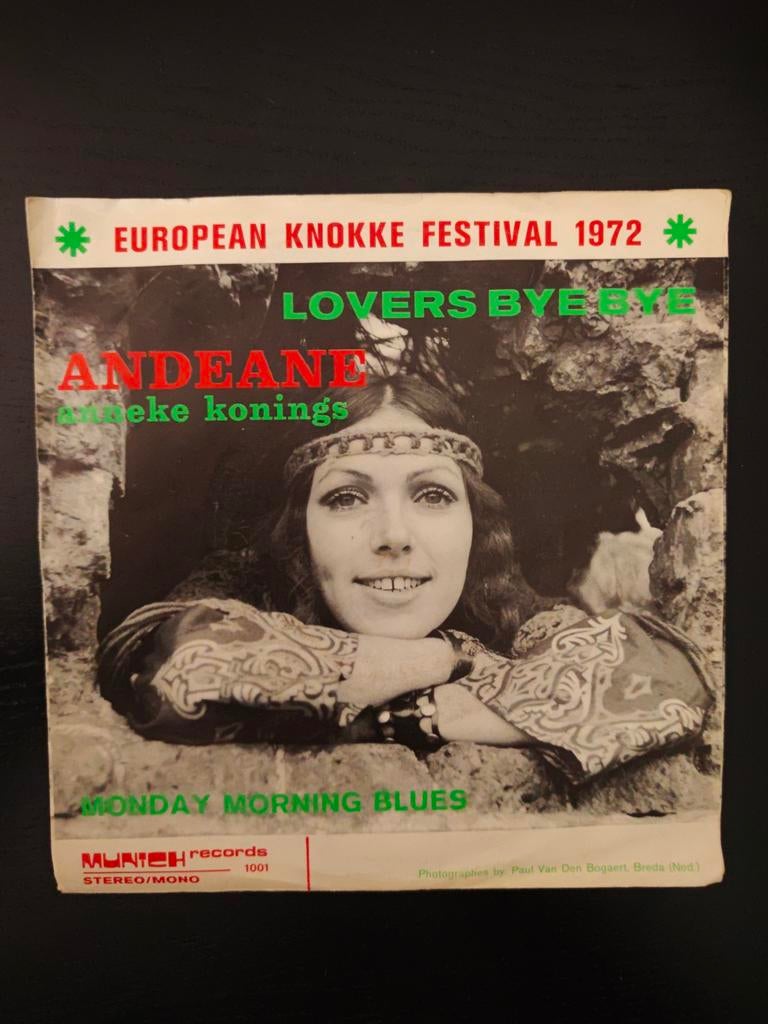 EUROPEAN KNOKKE FESTIVAL 1972
LOVERS BYE BYE
ANDEANE
anneke konings
MONDAY MORNING BLUES
MUNICH records
1001
STEREO/MONO
Photographes by: Paul Van Den Bogaert, Breda (Ned.)